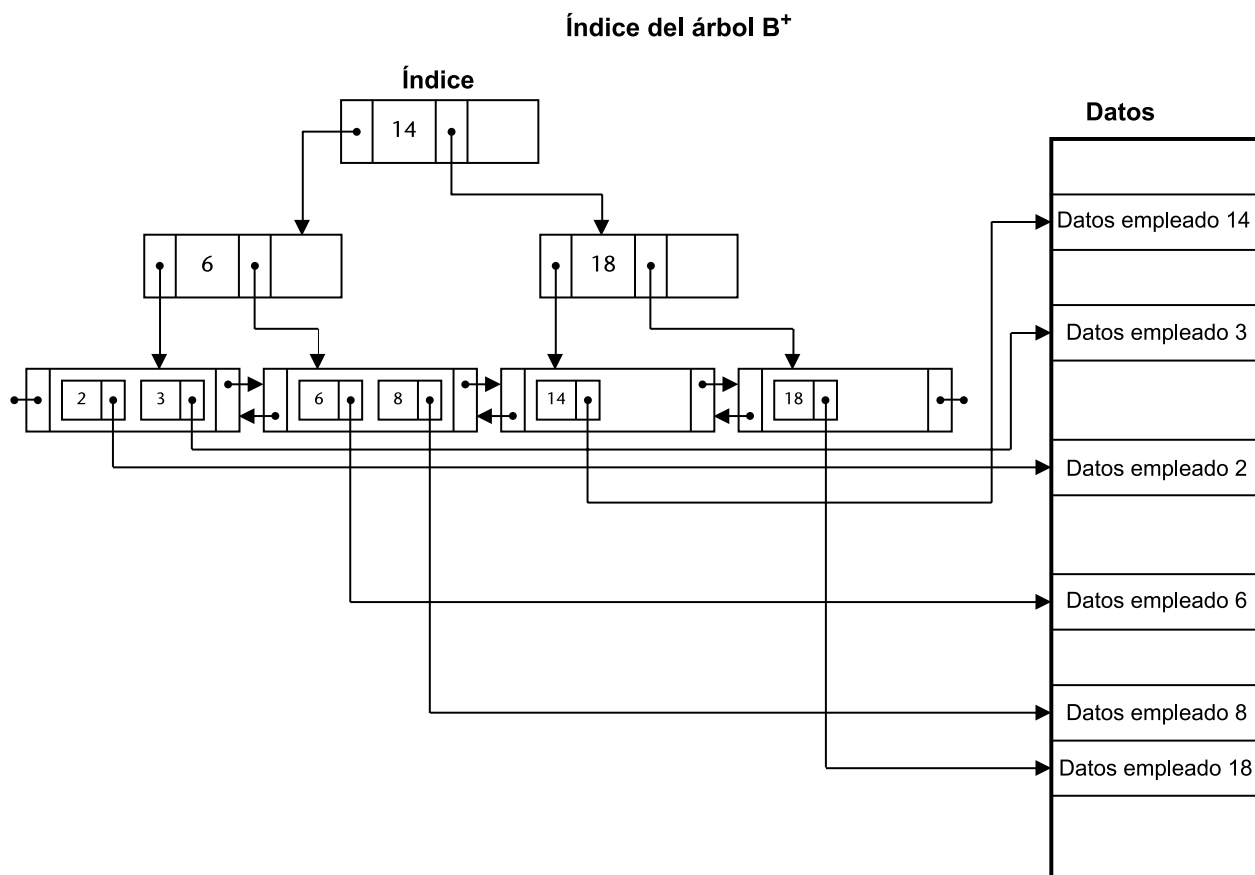 Índice del árbol B+
Índice
14
Datos
Datos empleado 14
6
18
Datos empleado 3
2
3
6
8
14
18
Datos empleado 2
Datos empleado 6
Datos empleado 8
Datos empleado 18